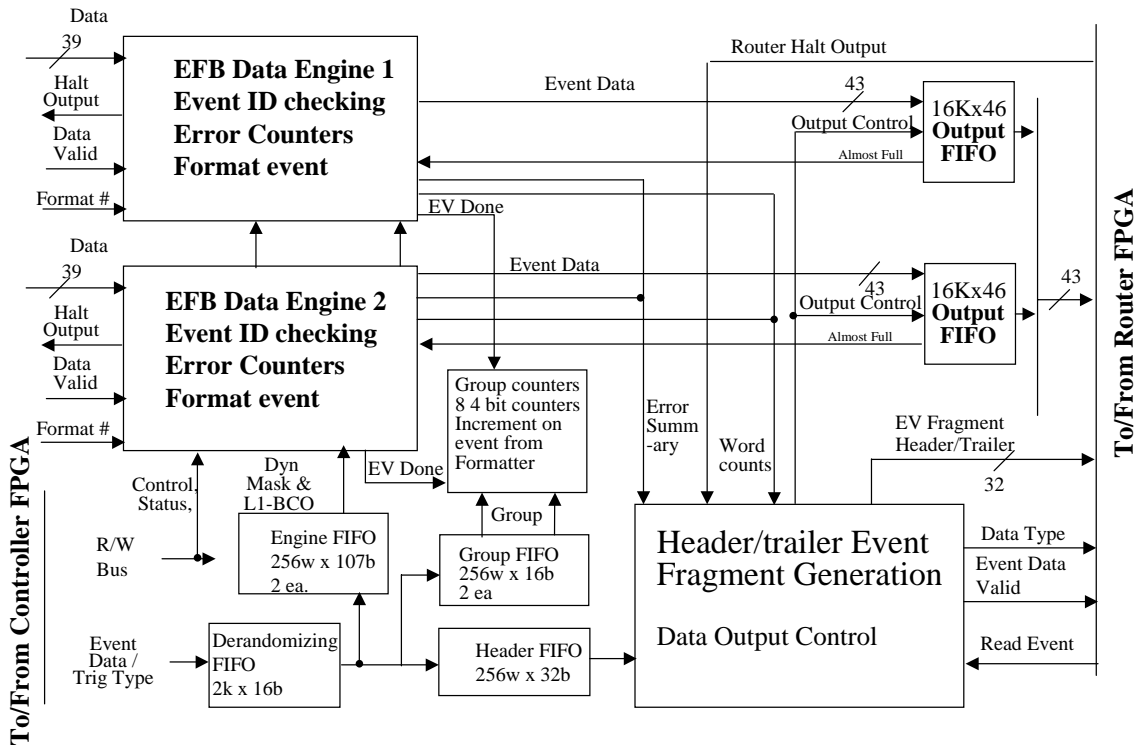 Data
39
Halt
Output
Data
Valid
Format #
EFB Data Engine 1
Event ID checking
Error Counters
Format event
Router Halt Output
Event Data
43
Output Control
Almost Full
16Kx46
Output
FIFO
EV Done
Data
39
Halt
Output
Data
Valid
Format #
EFB Data Engine 2
Event ID checking
Error Counters
Format event
Event Data
43
Output Control
Almost Full
16Kx46
Output
FIFO
43
To/From Router FPGA
Group counters
8 4 bit counters
Increment on
event from
Formatter
EV Done
Error
Summ
-ary
Word
counts
EV Fragment
Header/Trailer
32
Control,
Status,
Dyn
Mask &
L1-BCO
Group
R/W
Bus
Engine FIFO
256w x 107b
2 ea.
Group FIFO
256w x 16b
2 ea
Header/trailer Event
Fragment Generation
Data Output Control
Data Type
Event Data
Valid
Read Event
Event
Data /
Trig Type
Derandomizing
FIFO
2k x 16b
Header FIFO
256w x 32b
To/From Controller FPGA